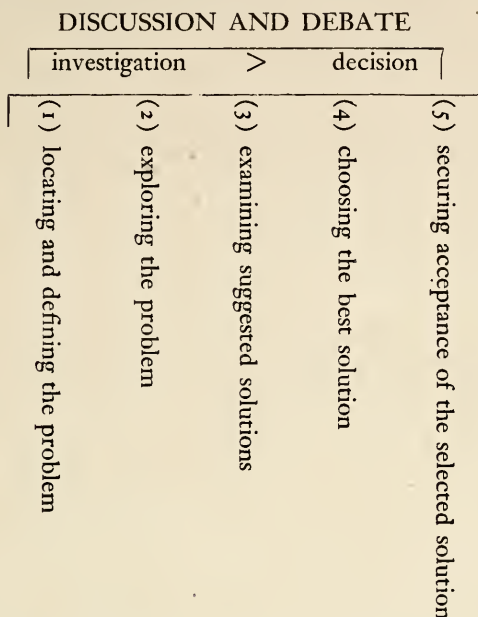 DISCUSSION AND DEBATE
investigation > decision
(1) locating and defining the problem
(2) exploring the problem
(3) examining suggested solutions
(4) choosing the best solution
(5) securing acceptance of the selected solution